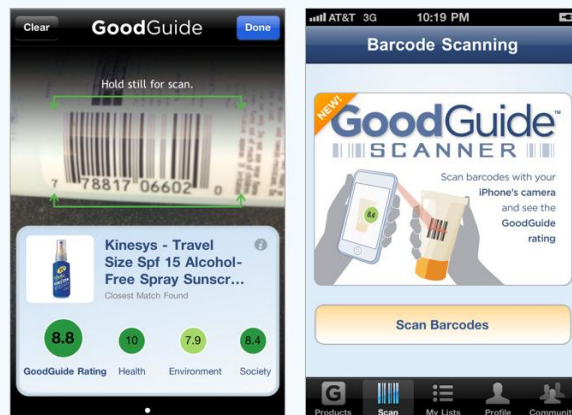 Clear
GoodGuide
Done
Hold still for scan.
7 78817 06602 0
Kinesys - Travel
Size Spf 15 Alcohol-
Free Spray Sunscr...
Closest Match Found
8.8
10
7.9
8.4
GoodGuide Rating
Health
Environment
Society
AT&T 3G
10:19 PM
Barcode Scanning
NEW!
GoodGuide™
SCANNER
Scan barcodes with your
iPhone's camera
and see the
GoodGuide
rating
8.4
Scan Barcodes
G
Products
Scan
My Lists
Profile
Communit